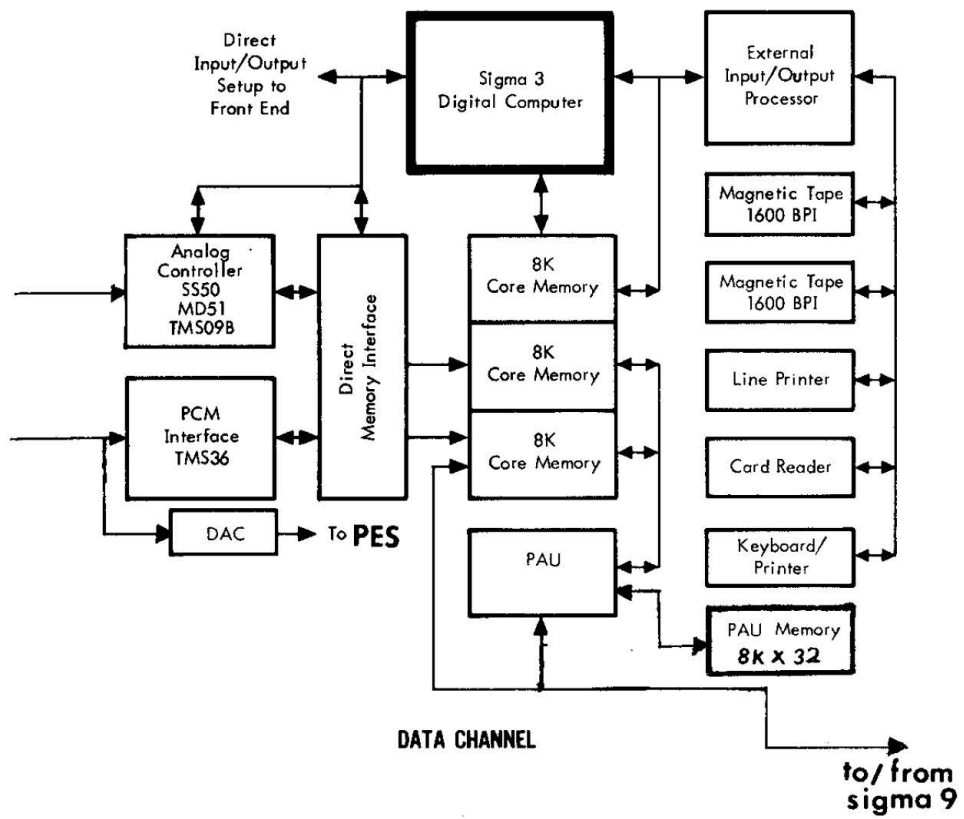 Direct
Input/Output
Setup to
Front End
Sigma 3
Digital Computer
External
Input/Output
Processor
Magnetic Tape
1600 BPI
Analog
Controller
SS50
MD51
TMS09B
Direct
Memory Interface
8K
Core Memory
Magnetic Tape
1600 BPI
8K
Core Memory
Line Printer
PCM
Interface
TMS36
8K
Core Memory
Card Reader
DAC
To PES
PAU
Keyboard/
Printer
PAU Memory
8K X 32
DATA CHANNEL
to/from
sigma 9